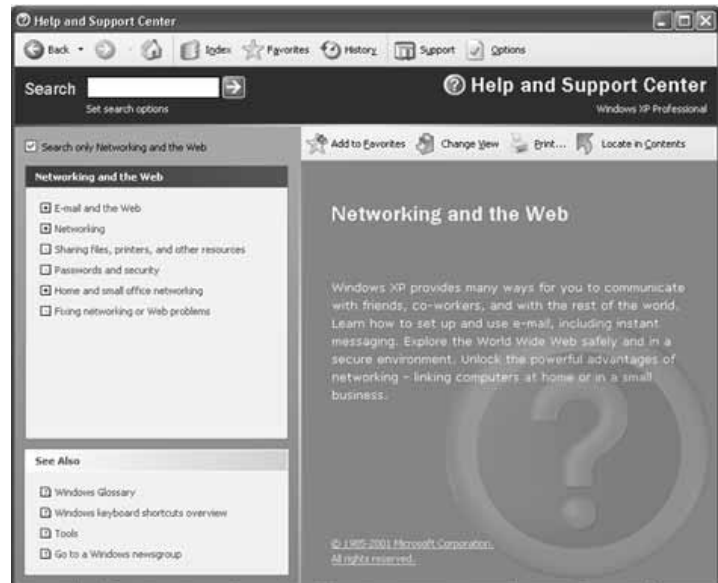 Help and Support Center
Back
Index
Favorites
History
Support
Options
Search
Set search options
Help and Support Center
Windows XP Professional
Search only Networking and the Web
Add to Favorites
Change View
Print...
Locate in Contents
Networking and the Web
E-mail and the Web
Networking
Sharing files, printers, and other resources
Passwords and security
Home and small office networking
Fixing networking or Web problems
See Also
Windows Glossary
Windows keyboard shortcuts overview
Tools
Go to a Windows newsgroup
Networking and the Web
Windows XP provides many ways for you to communicate
with friends, co-workers, and with the rest of the world.
Learn how to set up and use e-mail, including instant
messaging. Explore the World Wide Web safely and in a
secure environment. Unlock the powerful advantages of
networking – linking computers at home or in a small
business.
© 1985-2001 Microsoft Corporation.
All rights reserved.